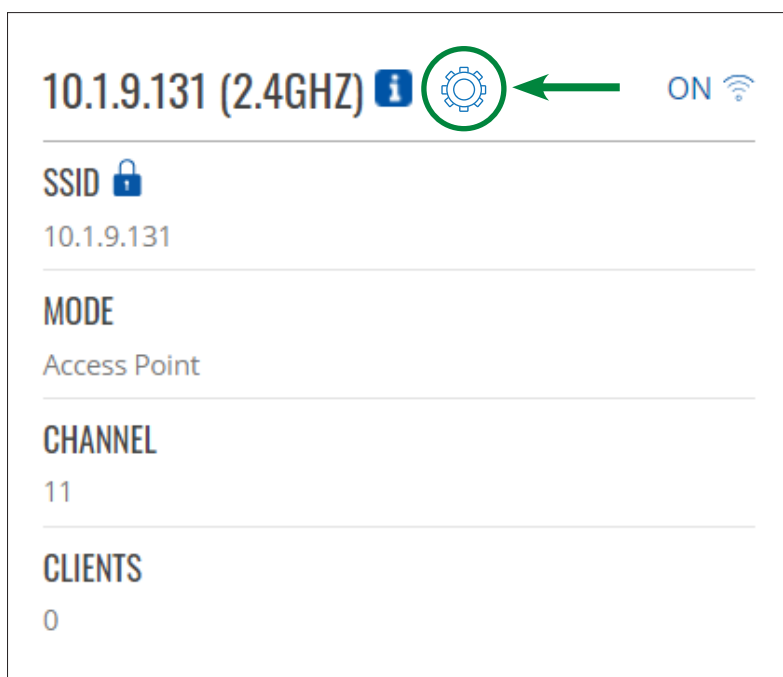 10.1.9.131 (2.4GHZ) i ON
SSID
10.1.9.131
MODE
Access Point
CHANNEL
11
CLIENTS
0